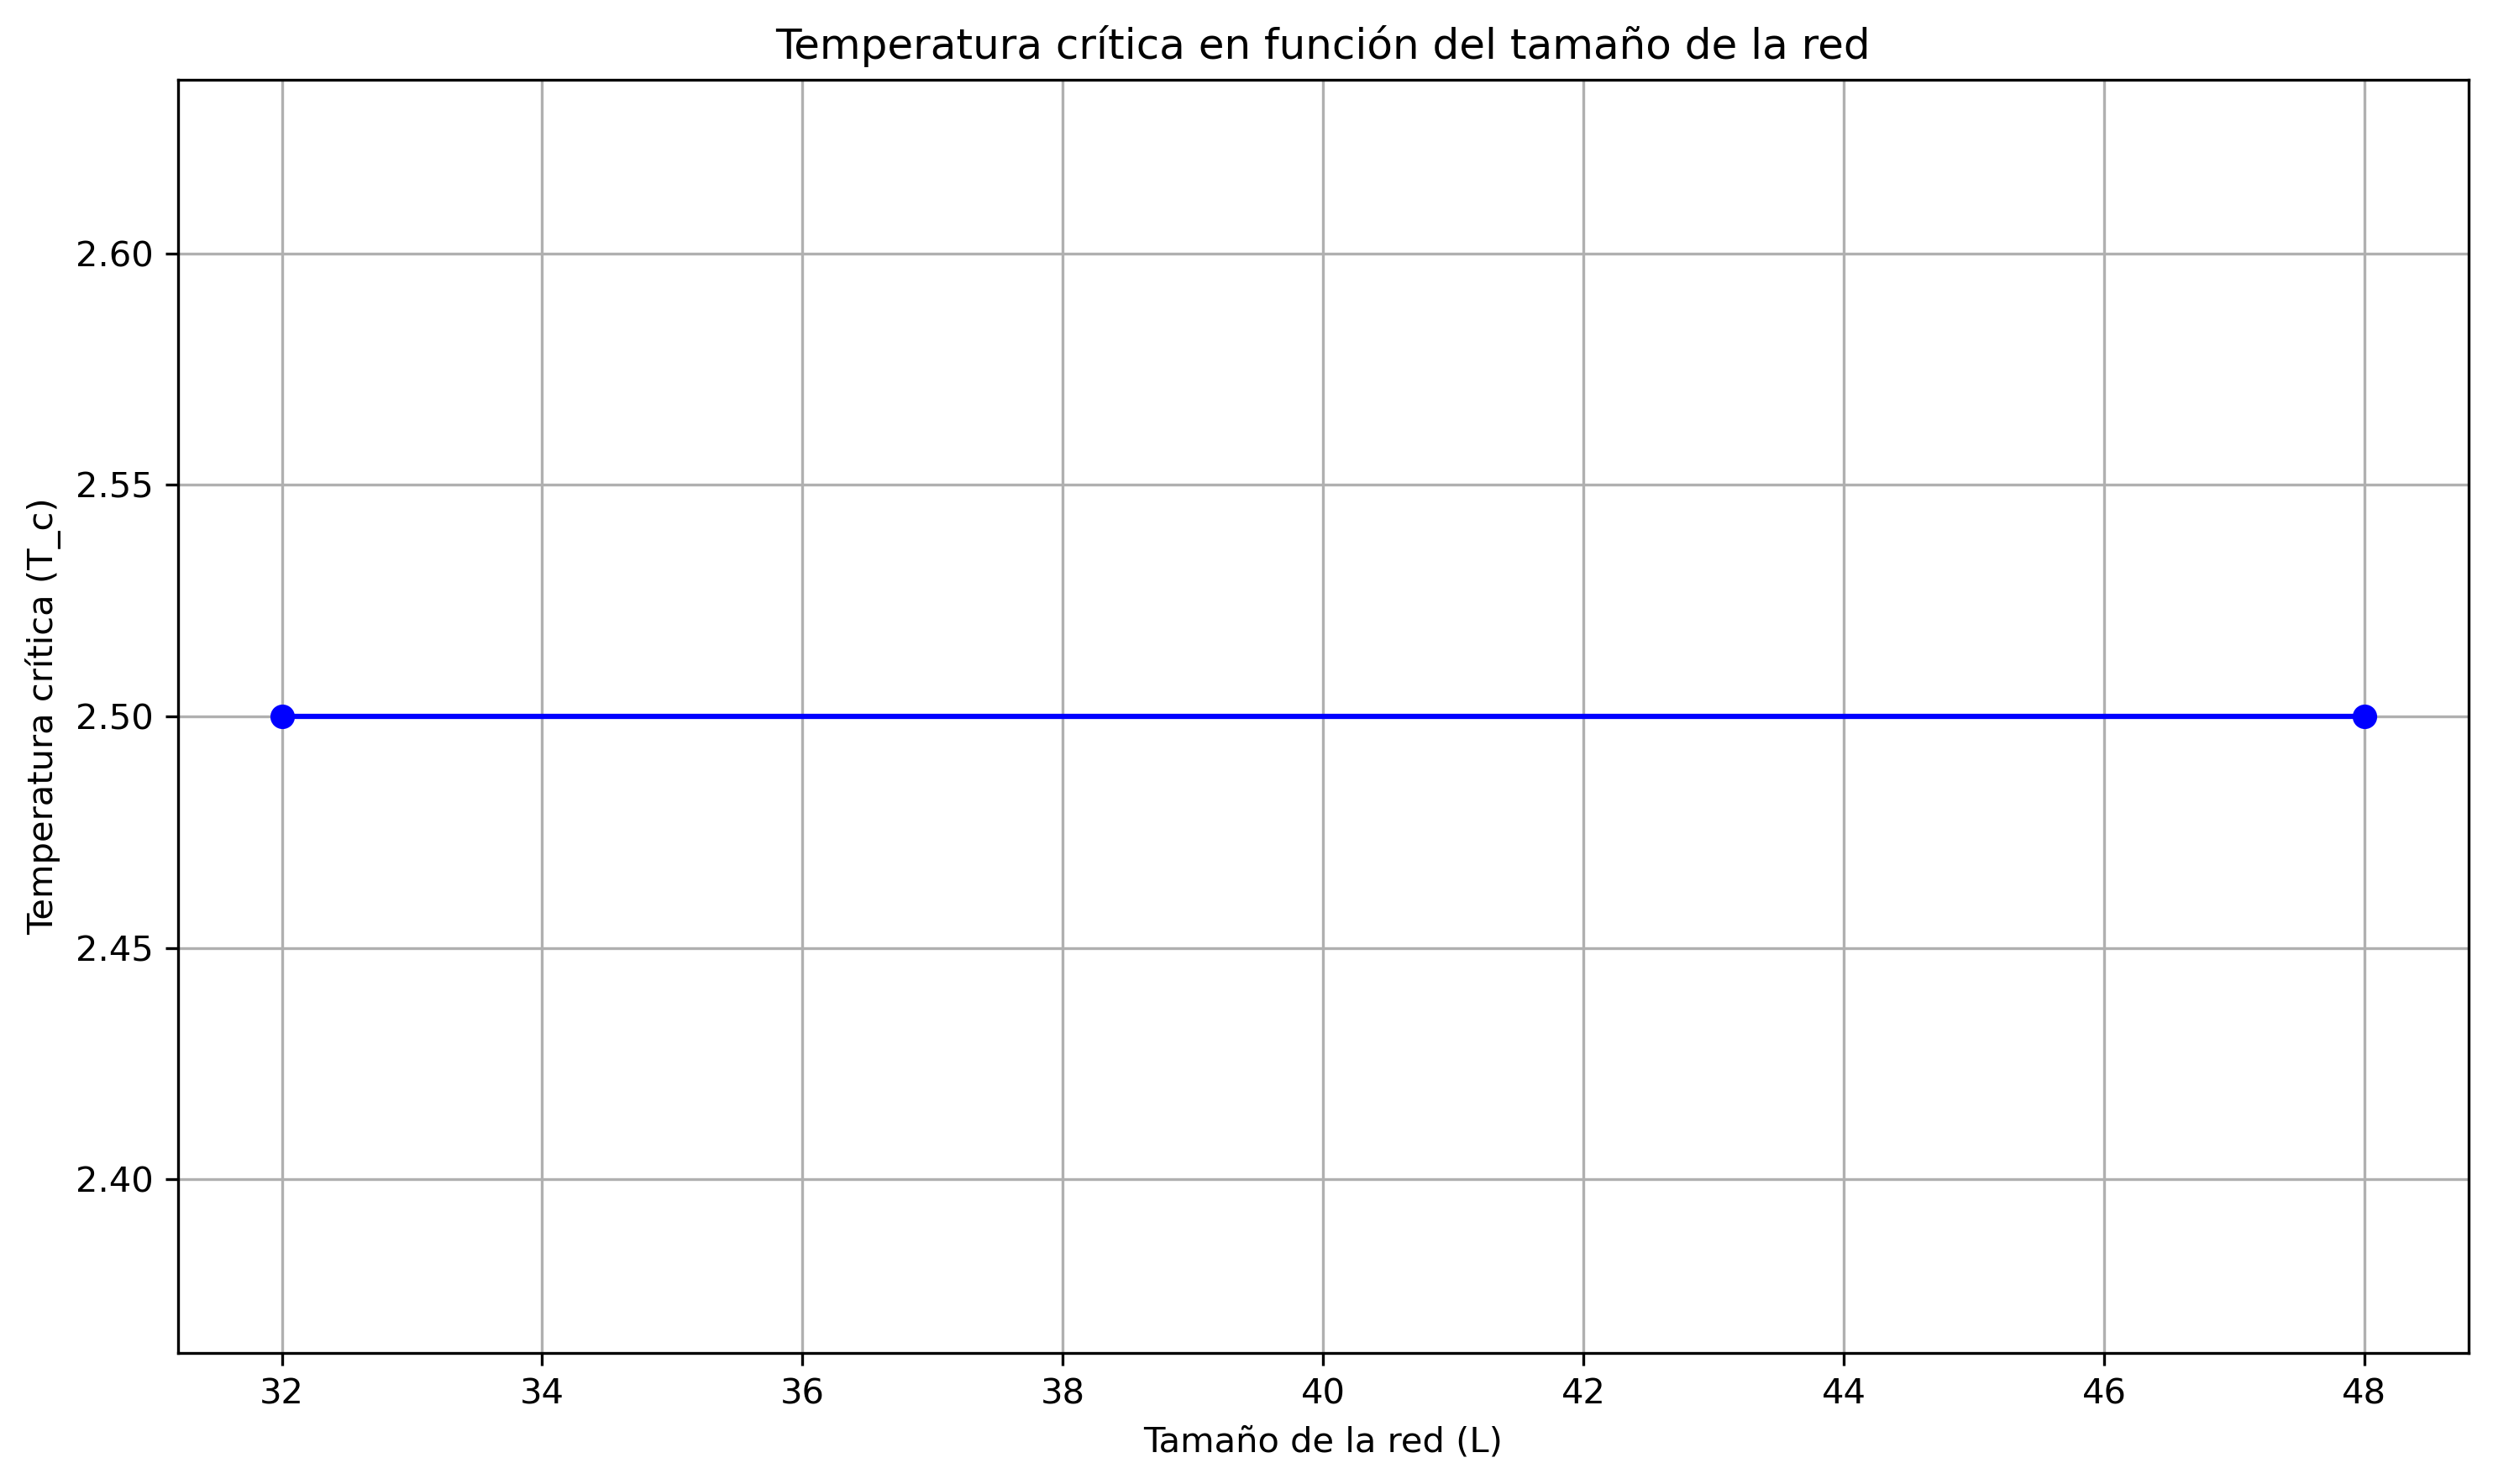 Temperatura crítica en función del tamaño de la red
Temperatura crítica (T_c)
2.60
2.55
2.50
2.45
2.40
32 34 36 38 40 42 44 46 48
Tamaño de la red (L)